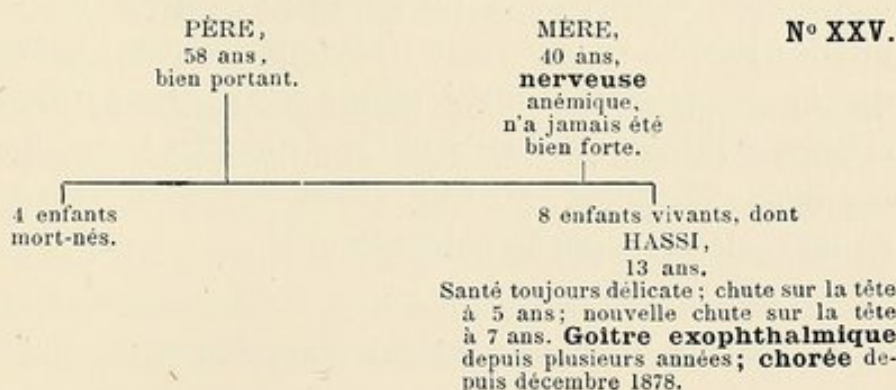 PÈRE,
58 ans,
bien portant.
MÈRE,
40 ans,
nerveuse
anémique,
n'a jamais été
bien forte.
No XXV.
4 enfants
mort-nés.
8 enfants vivants, dont
HASSI,
13 ans.
Santé toujours délicate; chute sur la tête
à 5 ans; nouvelle chute sur la tête
à 7 ans. Goitre exophthalmique
depuis plusieurs années; chorée de-
puis décembre 1878.